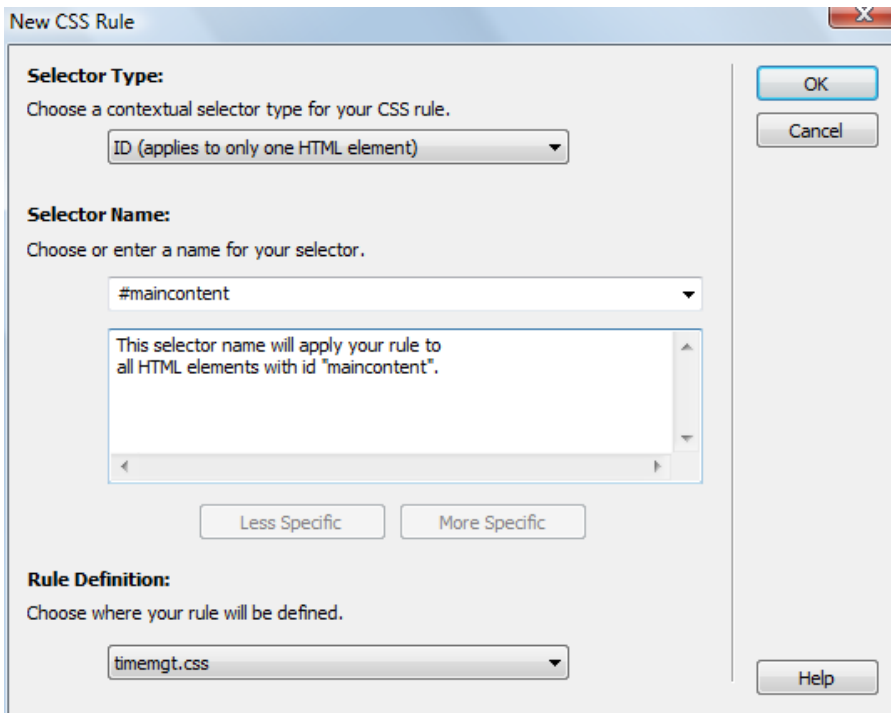 New CSS Rule
Selector Type:
Choose a contextual selector type for your CSS rule.
ID (applies to only one HTML element)
OK
Cancel
Selector Name:
Choose or enter a name for your selector.
#maincontent
This selector name will apply your rule to
all HTML elements with id "maincontent".
Less Specific
More Specific
Rule Definition:
Choose where your rule will be defined.
timemgt.css
Help